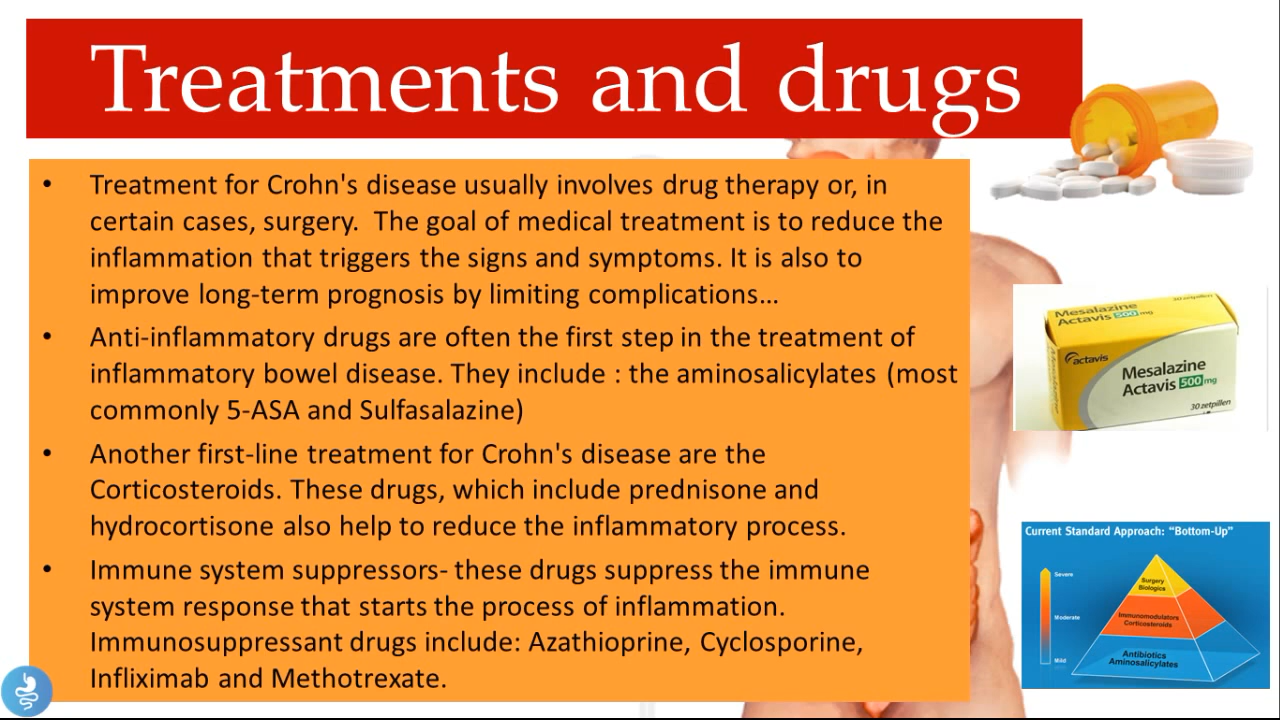 Treatments and drugs
• Treatment for Crohn's disease usually involves drug therapy or, in
certain cases, surgery.  The goal of medical treatment is to reduce the
inflammation that triggers the signs and symptoms. It is also to
improve long-term prognosis by limiting complications…
• Anti-inflammatory drugs are often the first step in the treatment of
inflammatory bowel disease. They include : the aminosalicylates (most
commonly 5-ASA and Sulfasalazine)
• Another first-line treatment for Crohn's disease are the
Corticosteroids. These drugs, which include prednisone and
hydrocortisone also help to reduce the inflammatory process.
• Immune system suppressors- these drugs suppress the immune
system response that starts the process of inflammation.
Immunosuppressant drugs include: Azathioprine, Cyclosporine,
Infliximab and Methotrexate.
Mesalazine
Actavis 500 mg
30 zetpillen
actavis
Mesalazine
Actavis 500 mg
30 zetpillen
Current Standard Approach: “Bottom-Up”
Severe
Surgery
Biologics
Moderate
Immunomodulators
Corticosteroids
Mild
Antibiotics
Aminosalicylates